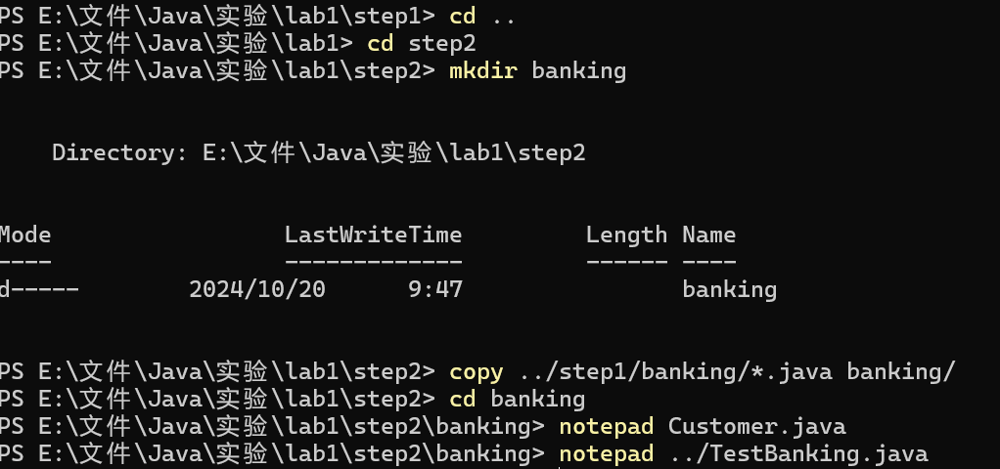 PS E:\文件\Java\实验\lab1\step1> cd ..
PS E:\文件\Java\实验\lab1> cd step2
PS E:\文件\Java\实验\lab1\step2> mkdir banking
Directory: E:\文件\Java\实验\lab1\step2
Mode LastWriteTime Length Name
---- ------------- ------ ----
d----- 2024/10/20 9:47 banking
PS E:\文件\Java\实验\lab1\step2> copy ../step1/banking/*.java banking/
PS E:\文件\Java\实验\lab1\step2> cd banking
PS E:\文件\Java\实验\lab1\step2\banking> notepad Customer.java
PS E:\文件\Java\实验\lab1\step2\banking> notepad ../TestBanking.java